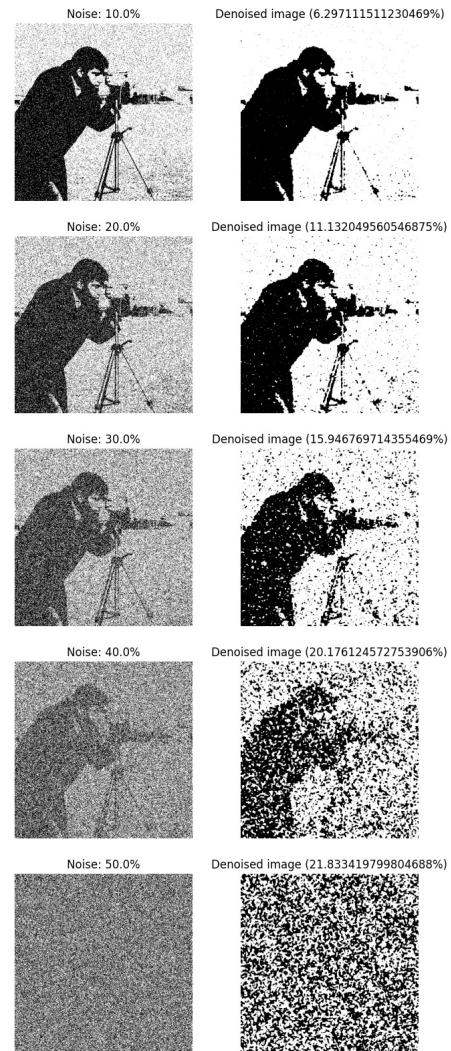 Noise: 10.0% Denoised image (6.297111511230469%)
Noise: 20.0% Denoised image (11.132049560546875%)
Noise: 30.0% Denoised image (15.946769714355469%)
Noise: 40.0% Denoised image (20.176124572753906%)
Noise: 50.0% Denoised image (21.833419799804688%)